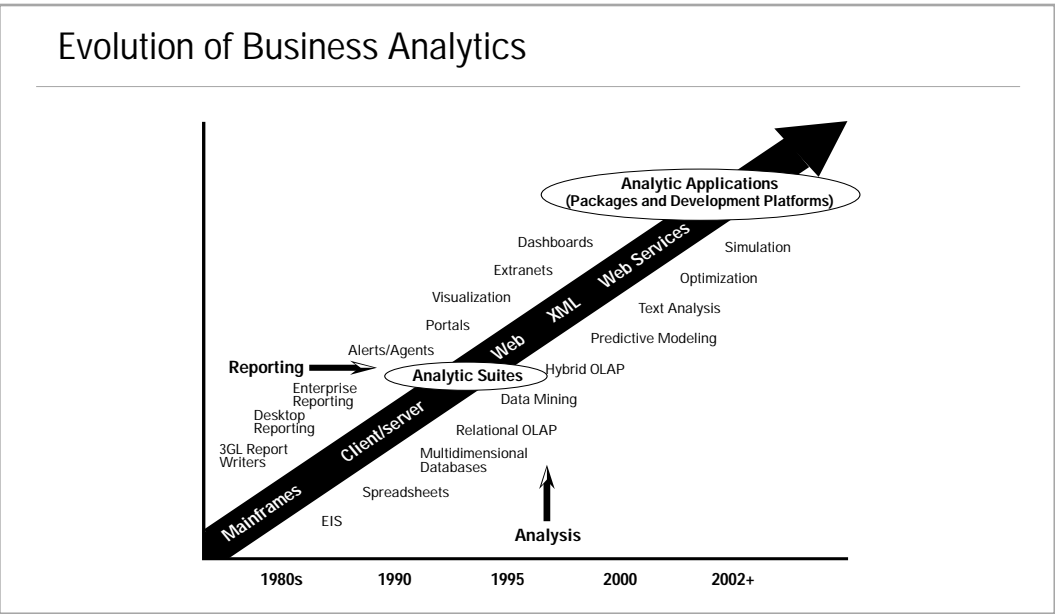 Evolution of Business Analytics
Analytic Applications
(Packages and Development Platforms)
Dashboards
Simulation
Web Services
Extranets
Optimization
Visualization
XML
Text Analysis
Portals
Predictive Modeling
Web
Alerts/Agents
Reporting
Analytic Suites
Hybrid OLAP
Enterprise
Reporting
Data Mining
Desktop
Reporting
Client/server
Relational OLAP
3GL Report
Writers
Multidimensional
Databases
Mainframes
Spreadsheets
EIS
Analysis
1980s 1990 1995 2000 2002+